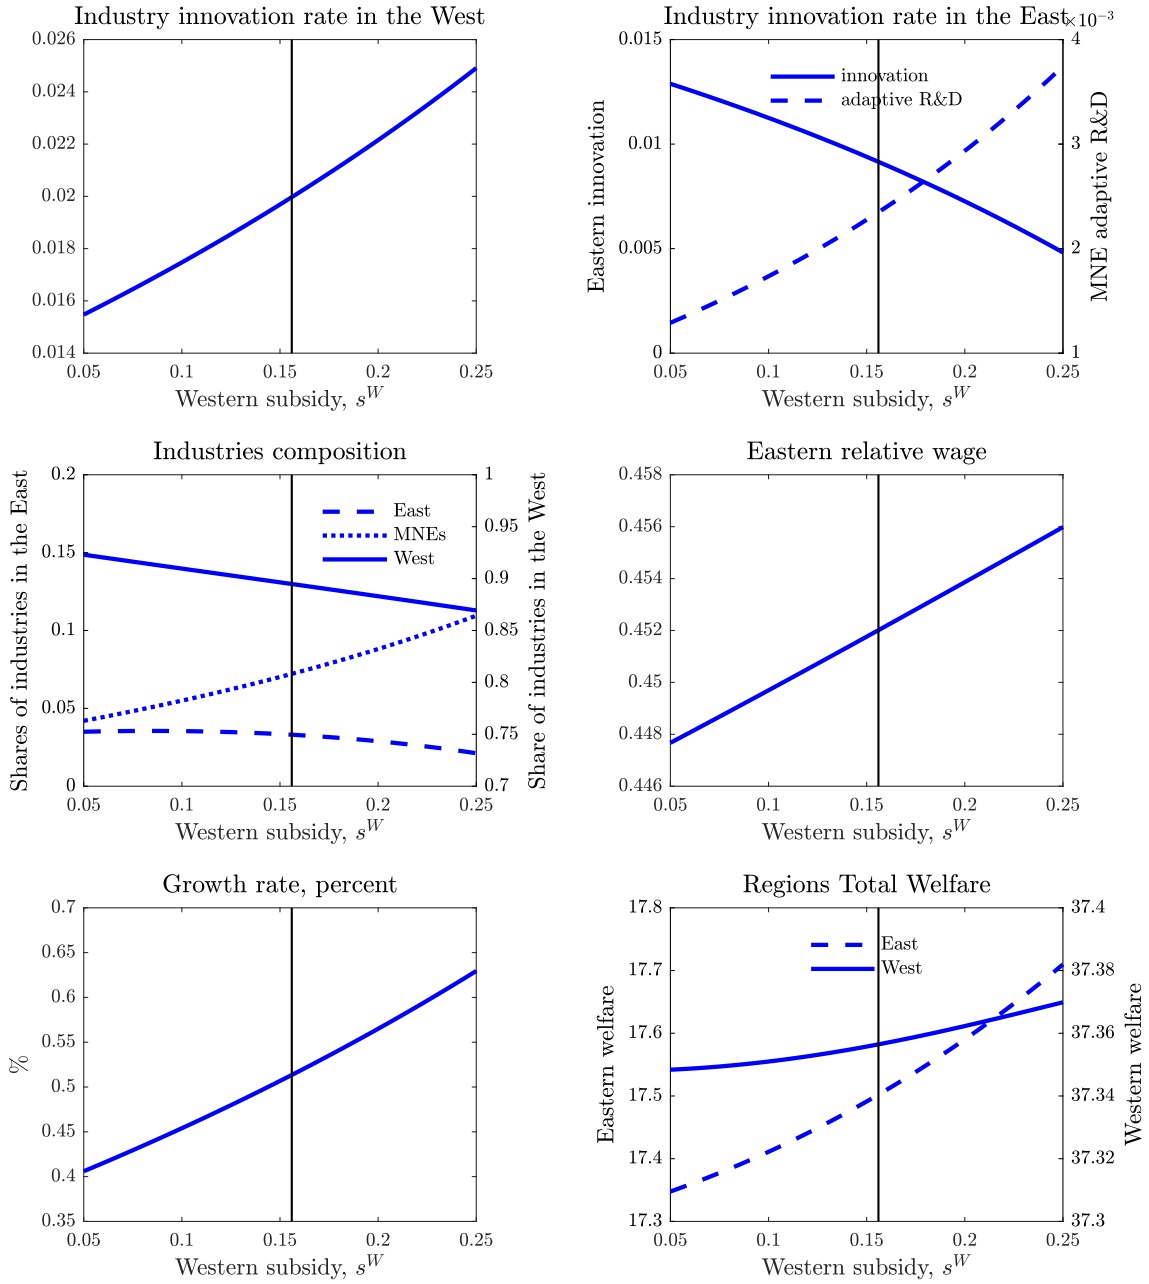 Industry innovation rate in the West
0.026
0.024
0.022
0.02
0.018
0.016
0.014
0.05 0.1 0.15 0.2 0.25
Western subsidy, s^W
Industry innovation rate in the East
×10⁻³
0.015
0.01
0.005
0
4
3
2
1
Eastern innovation
MNE adaptive R&D
innovation
adaptive R&D
0.05 0.1 0.15 0.2 0.25
Western subsidy, s^W
Industries composition
0.2
0.15
0.1
0.05
0
1
0.95
0.9
0.85
0.8
0.75
0.7
Shares of industries in the East
Share of industries in the West
East
MNEs
West
0.05 0.1 0.15 0.2 0.25
Western subsidy, s^W
Eastern relative wage
0.458
0.456
0.454
0.452
0.45
0.448
0.446
0.05 0.1 0.15 0.2 0.25
Western subsidy, s^W
Growth rate, percent
0.7
0.65
0.6
0.55
0.5
0.45
0.4
0.35
%
0.05 0.1 0.15 0.2 0.25
Western subsidy, s^W
Regions Total Welfare
17.8
17.7
17.6
17.5
17.4
17.3
37.4
37.38
37.36
37.34
37.32
37.3
Eastern welfare
Western welfare
East
West
0.05 0.1 0.15 0.2 0.25
Western subsidy, s^W